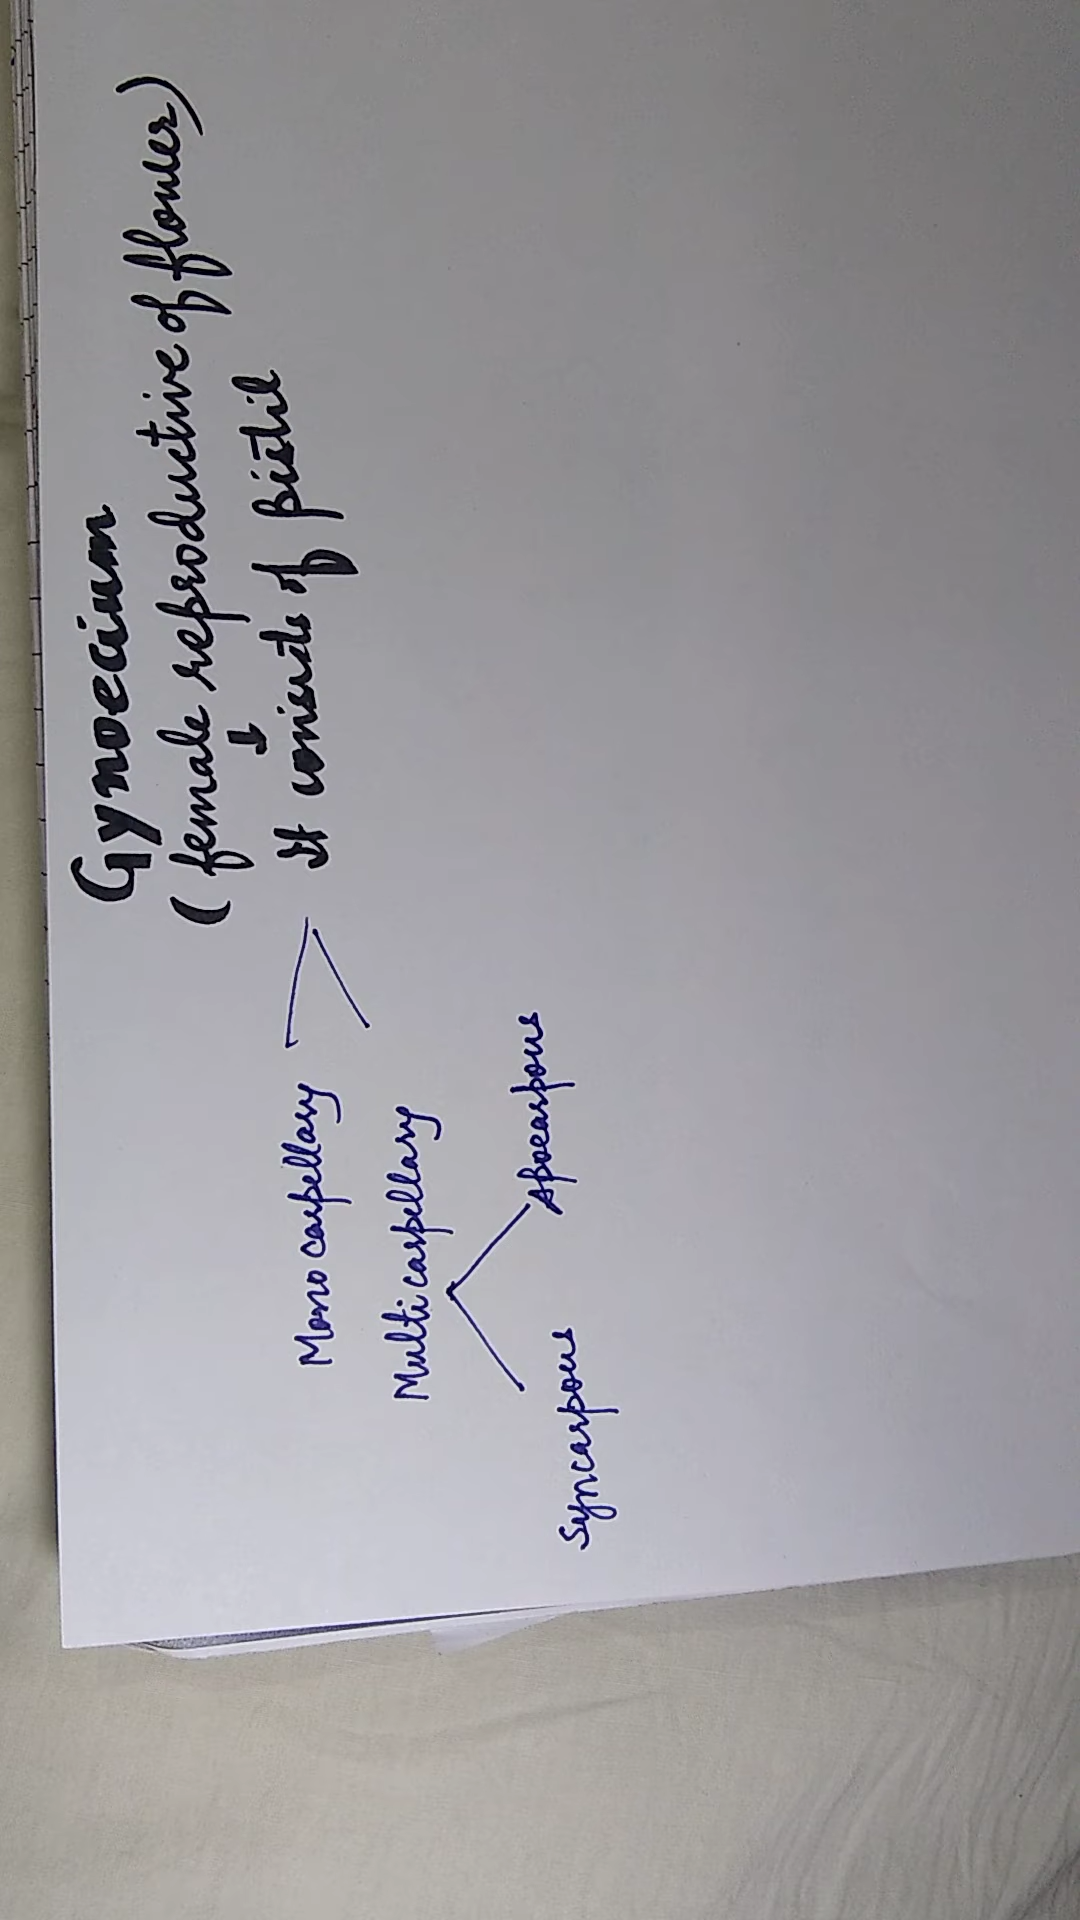 Gynoecium
(female reproductive of flower)
↓
It consists of pistil
Mono carpellary
Multi carpellary
Syncarpous
Apocarpous